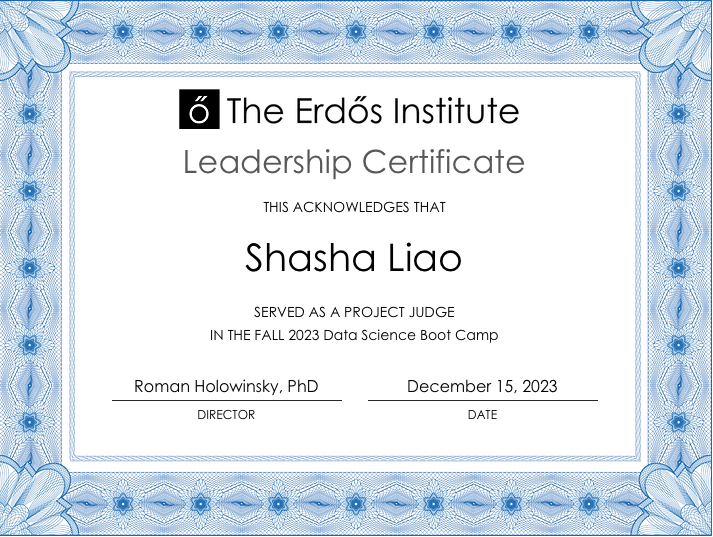 ő The Erdős Institute
Leadership Certificate
THIS ACKNOWLEDGES THAT
Shasha Liao
SERVED AS A PROJECT JUDGE
IN THE FALL 2023 Data Science Boot Camp
Roman Holowinsky, PhD December 15, 2023
DIRECTOR DATE